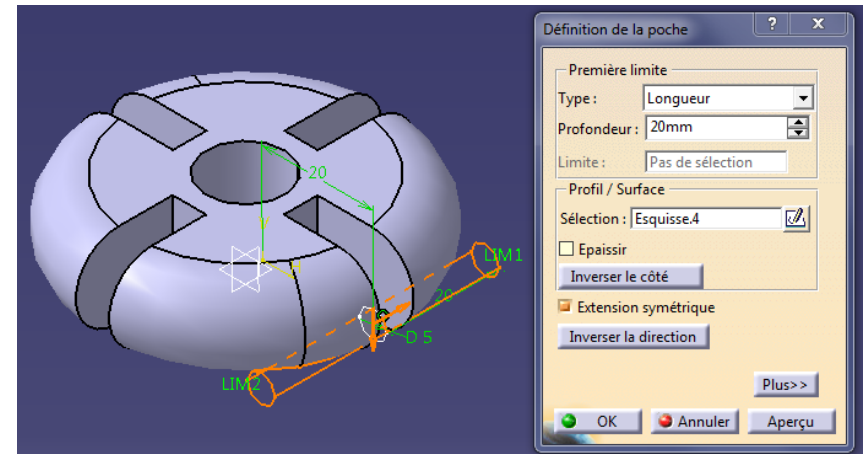 20
LIM1
20
D 5
LIM2
Définition de la poche
?
X
Première limite
Type :
Longueur
Profondeur :
20mm
Limite :
Pas de sélection
Profil / Surface
Sélection :
Esquisse.4
Epaissir
Inverser le côté
Extension symétrique
Inverser la direction
Plus>>
OK
Annuler
Aperçu